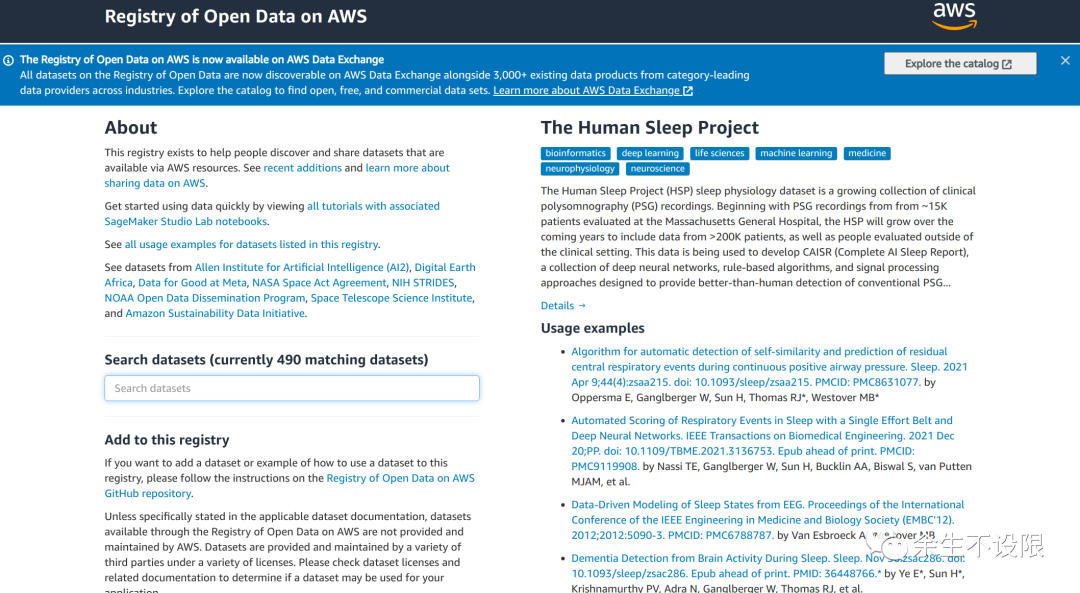 Registry of Open Data on AWS
aws
The Registry of Open Data on AWS is now available on AWS Data Exchange
All datasets on the Registry of Open Data are now discoverable on AWS Data Exchange alongside 3,000+ existing data products from category-leading
data providers across industries. Explore the catalog to find open, free, and commercial data sets. Learn more about AWS Data Exchange
Explore the catalog
About
This registry exists to help people discover and share datasets that are
available via AWS resources. See recent additions and learn more about
sharing data on AWS.
Get started using data quickly by viewing all tutorials with associated
SageMaker Studio Lab notebooks.
See all usage examples for datasets listed in this registry.
See datasets from Allen Institute for Artificial Intelligence (AI2), Digital Earth
Africa, Data for Good at Meta, NASA Space Act Agreement, NIH STRIDES,
NOAA Open Data Dissemination Program, Space Telescope Science Institute,
and Amazon Sustainability Data Initiative.
Search datasets (currently 490 matching datasets)
Search datasets
Add to this registry
If you want to add a dataset or example of how to use a dataset to this
registry, please follow the instructions on the Registry of Open Data on AWS
GitHub repository.
Unless specifically stated in the applicable dataset documentation, datasets
available through the Registry of Open Data on AWS are not provided and
maintained by AWS. Datasets are provided and maintained by a variety of
third parties under a variety of licenses. Please check dataset licenses and
related documentation to determine if a dataset may be used for your
application.
The Human Sleep Project
bioinformatics deep learning life sciences machine learning medicine
neurophysiology neuroscience
The Human Sleep Project (HSP) sleep physiology dataset is a growing collection of clinical
polysomnography (PSG) recordings. Beginning with PSG recordings from from ~15K
patients evaluated at the Massachusetts General Hospital, the HSP will grow over the
coming years to include data from >200K patients, as well as people evaluated outside of
the clinical setting. This data is being used to develop CAISR (Complete AI Sleep Report),
a collection of deep neural networks, rule-based algorithms, and signal processing
approaches designed to provide better-than-human detection of conventional PSG...
Details →
Usage examples
• Algorithm for automatic detection of self-similarity and prediction of residual
central respiratory events during continuous positive airway pressure. Sleep. 2021
Apr 9;44(4):zsaa215. doi: 10.1093/sleep/zsaa215. PMCID: PMC8631077. by
Oppersma E, Ganglberger W, Sun H, Thomas RJ*, Westover MB*
• Automated Scoring of Respiratory Events in Sleep with a Single Effort Belt and
Deep Neural Networks. IEEE Transactions on Biomedical Engineering. 2021 Dec
20;PP. doi: 10.1109/TBME.2021.3136753. Epub ahead of print. PMCID:
PMC9119908. by Nassi TE, Ganglberger W, Sun H, Bucklin AA, Biswal S, van Putten
MJAM, et al.
• Data-Driven Modeling of Sleep States from EEG. Proceedings of the International
Conference of the IEEE Engineering in Medicine and Biology Society (EMBC'12).
2012;2012:5090-3. PMCID: PMC6788787. by Van Esbroeck A, MB
• Dementia Detection from Brain Activity During Sleep. Sleep. Nov doi:
10.1093/sleep/zsac286. Epub ahead of print. PMID: 36448766.* by Ye E*, Sun H*,
Krishnamurthy PV, Adra N, Ganglberger W, Thomas RJ, et al.
余生不设限